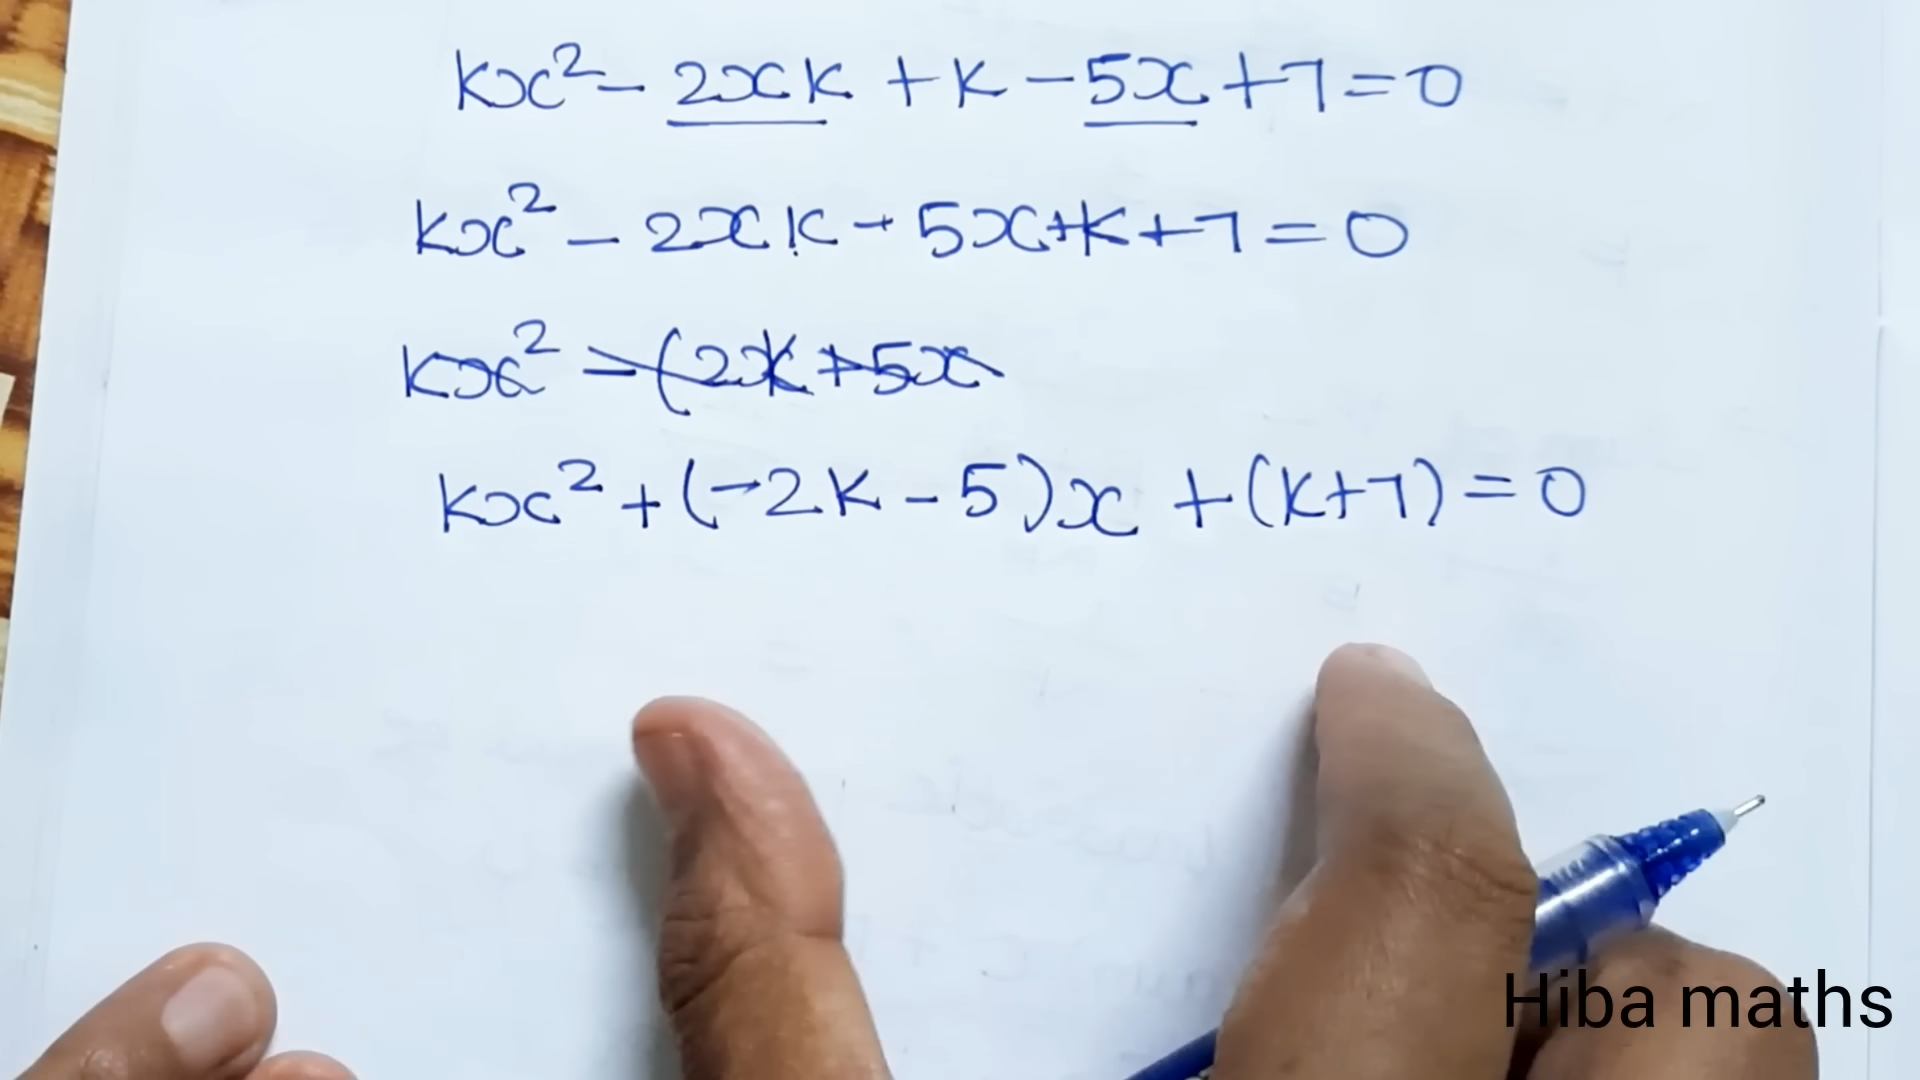 kx² - 2xk + k - 5x + 7 = 0
kx² - 2xk - 5x + k + 7 = 0
kx² - (2x + 5x
kx² + (-2k - 5)x + (k+7) = 0
Hiba maths